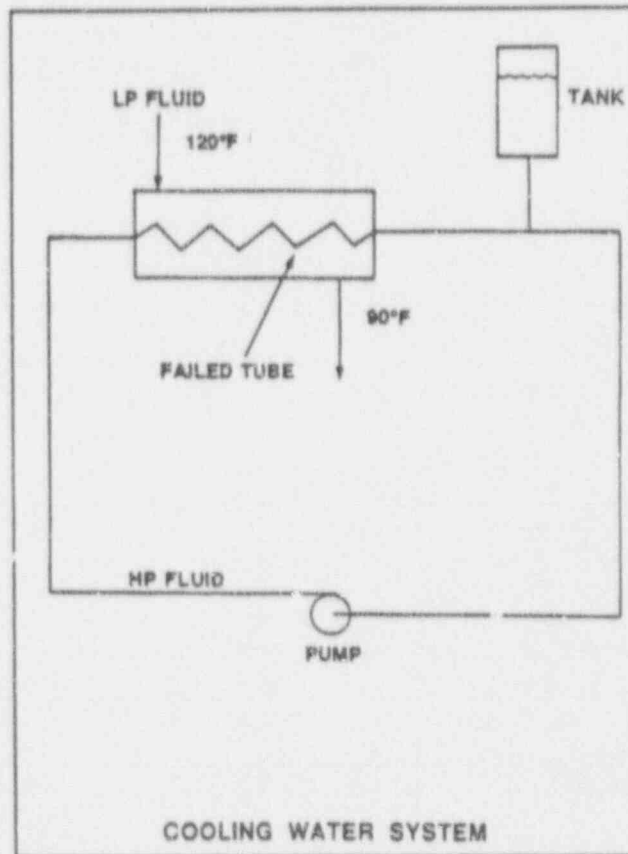 LP FLUID
120°F
TANK
90°F
FAILED TUBE
HP FLUID
PUMP
COOLING WATER SYSTEM